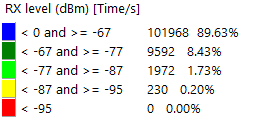 RX level (dBm) [Time/s]
< 0 and >= -67 101968 89.63%
< -67 and >= -77 9592 8.43%
< -77 and >= -87 1972 1.73%
< -87 and >= -95 230 0.20%
< -95 0 0.00%